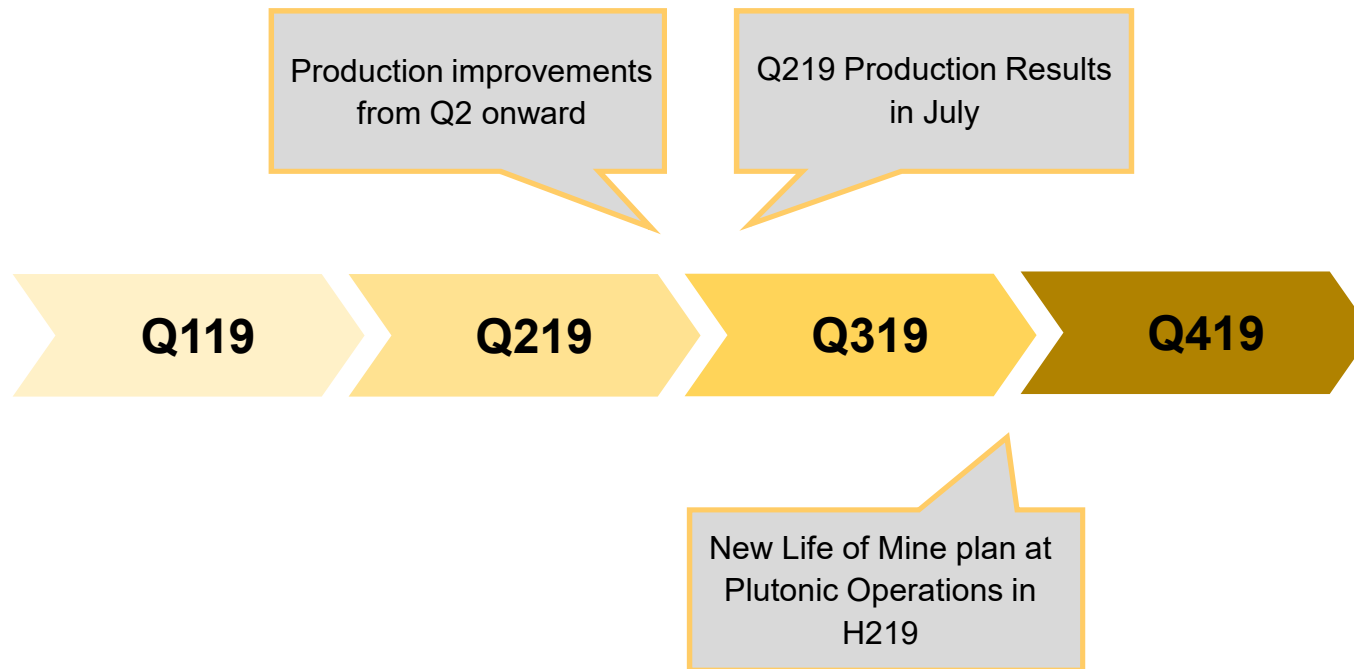 Production improvements
from Q2 onward
Q219 Production Results
in July
Q119
Q219
Q319
Q419
New Life of Mine plan at
Plutonic Operations in
H219